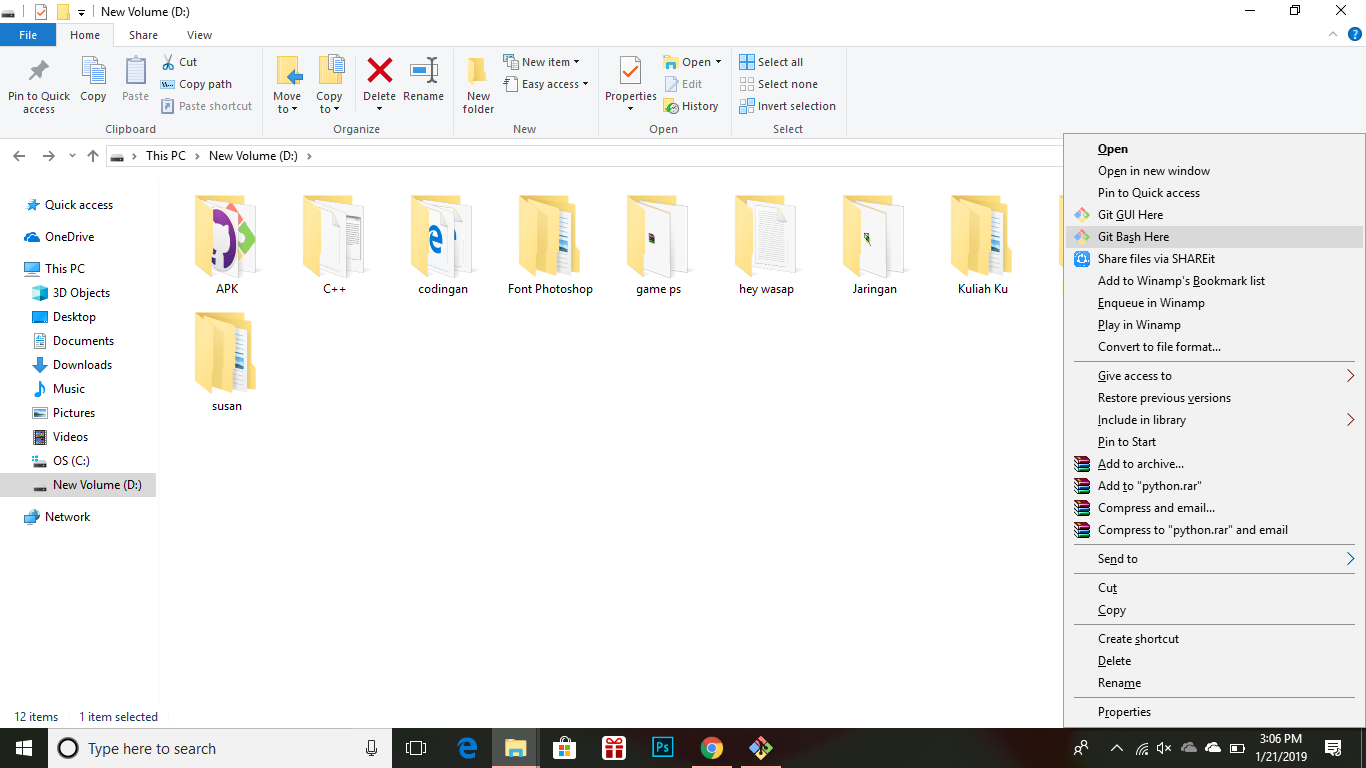 New Volume (D:)
File Home Share View
Pin to Quick access
Copy
Paste
Cut
Copy path
Paste shortcut
Clipboard
Move to
Copy to
Delete
Rename
Organize
New folder
New item
Easy access
New
Properties
Open
Edit
History
Open
Select all
Select none
Invert selection
Select
This PC > New Volume (D:) >
Quick access
OneDrive
This PC
3D Objects
Desktop
Documents
Downloads
Music
Pictures
Videos
OS (C:)
New Volume (D:)
Network
APK
C++
codingan
Font Photoshop
game ps
hey wasap
Jaringan
Kuliah Ku
susan
Open
Open in new window
Pin to Quick access
Git GUI Here
Git Bash Here
Share files via SHAREit
Add to Winamp's Bookmark list
Enqueue in Winamp
Play in Winamp
Convert to file format...
Give access to
Restore previous versions
Include in library
Pin to Start
Add to archive...
Add to "python.rar"
Compress and email...
Compress to "python.rar" and email
Send to
Cut
Copy
Create shortcut
Delete
Rename
Properties
12 items 1 item selected
Type here to search
Ps
3:06 PM
1/21/2019